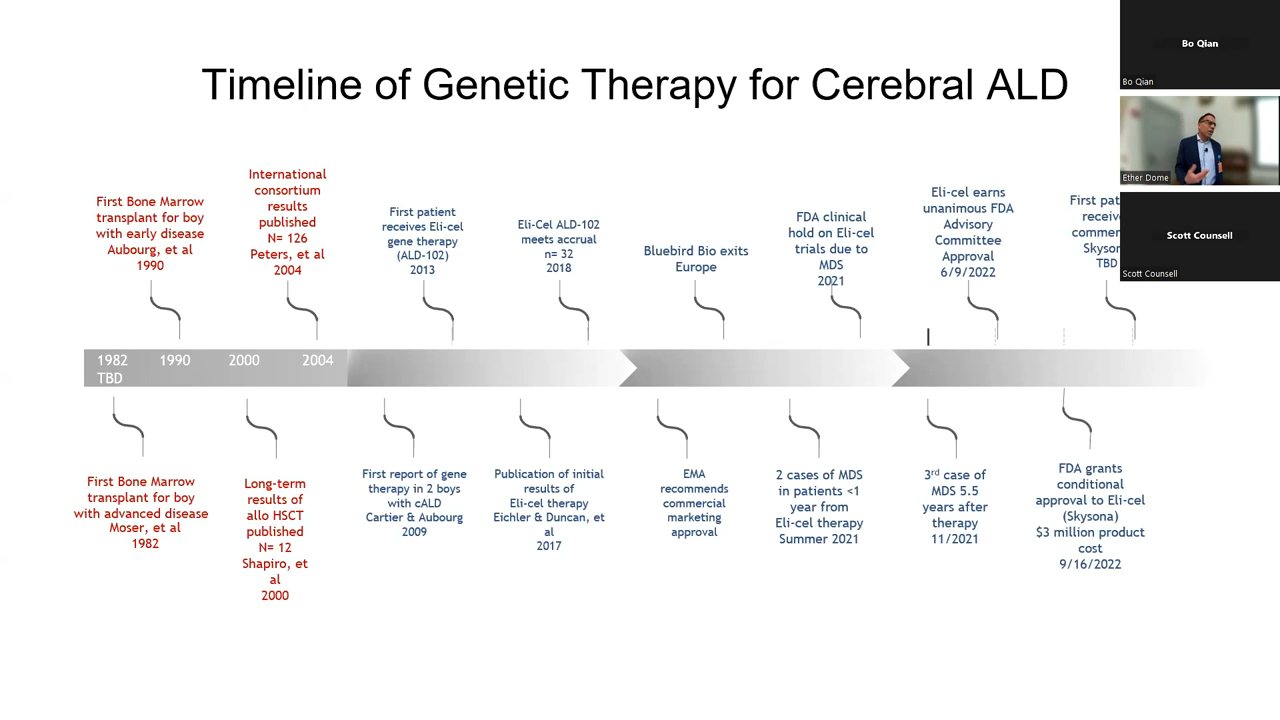 Timeline of Genetic Therapy for Cerebral ALD
Bo Qian
Bo Qian
Ether Dome
Scott Counsell
Scott Counsell
First Bone Marrow
transplant for boy
with early disease
Aubourg, et al
1990
International
consortium
results
published
N= 126
Peters, et al
2004
First patient
receives Eli-cel
gene therapy
(ALD-102)
2013
Eli-Cel ALD-102
meets accrual
n= 32
2018
Bluebird Bio exits
Europe
FDA clinical
hold on Eli-cel
trials due to
MDS
2021
Eli-cel earns
unanimous FDA
Advisory
Committee
Approval
6/9/2022
First
TBD
1982 1990 2000 2004
TBD
First Bone Marrow
transplant for boy
with advanced disease
Moser, et al
1982
Long-term
results of
allo HSCT
published
N= 12
Shapiro, et
al
2000
First report of gene
therapy in 2 boys
with cALD
Cartier & Aubourg
2009
Publication of initial
results of
Eli-cel therapy
Eichler & Duncan, et
al
2017
EMA
recommends
commercial
marketing
approval
2 cases of MDS
in patients <1
year from
Eli-cel therapy
Summer 2021
3rd case of
MDS 5.5
years after
therapy
11/2021
FDA grants
conditional
approval to Eli-cel
(Skysona)
$3 million product
cost
9/16/2022